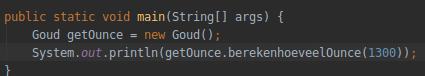 public static void main(String[] args) {
    Goud getOunce = new Goud();
    System.out.println(getOunce.berekenhoeveelOunce(1300));
}